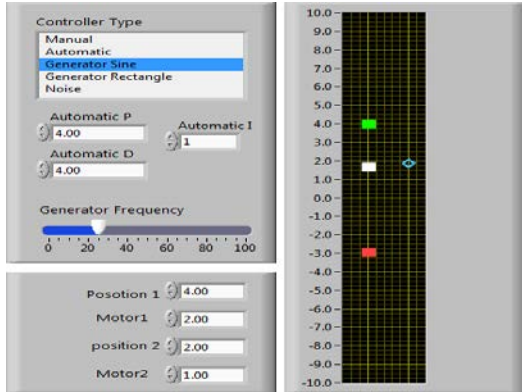 Controller Type
Manual
Automatic
Generator Sine
Generator Rectangle
Noise
Automatic P
4.00
Automatic I
1
Automatic D
4.00
Generator Frequency
0 20 40 60 80 100
Posotion 1 4.00
Motor1 2.00
position 2 2.00
Motor2 1.00
10.0
9.0
8.0
7.0
6.0
5.0
4.0
3.0
2.0
1.0
0.0
-1.0
-2.0
-3.0
-4.0
-5.0
-6.0
-7.0
-8.0
-9.0
-10.0